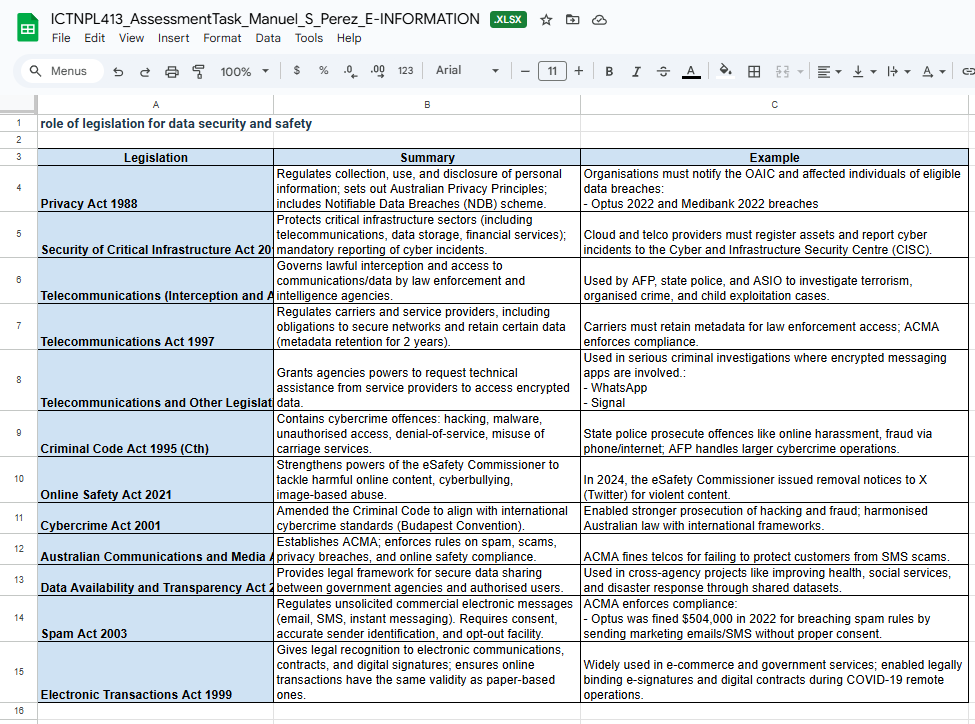 ICTNPL413_AssessmentTask_Manuel_S_Perez_E-INFORMATION .XLSX
File Edit View Insert Format Data Tools Help
Menus 100% $ % .0 .00 123 Arial 11 B I A A
A B C
1 role of legislation for data security and safety
2
3 Legislation Summary Example
4
Privacy Act 1988
Regulates collection, use, and disclosure of personal
information; sets out Australian Privacy Principles;
includes Notifiable Data Breaches (NDB) scheme.
Organisations must notify the OAIC and affected individuals of eligible
data breaches:
- Optus 2022 and Medibank 2022 breaches
5
Security of Critical Infrastructure Act 20
Protects critical infrastructure sectors (including
telecommunications, data storage, financial services);
mandatory reporting of cyber incidents.
Cloud and telco providers must register assets and report cyber
incidents to the Cyber and Infrastructure Security Centre (CISC).
6
Telecommunications (Interception and A
Governs lawful interception and access to
communications/data by law enforcement and
intelligence agencies.
Used by AFP, state police, and ASIO to investigate terrorism,
organised crime, and child exploitation cases.
7
Telecommunications Act 1997
Regulates carriers and service providers, including
obligations to secure networks and retain certain data
(metadata retention for 2 years).
Carriers must retain metadata for law enforcement access; ACMA
enforces compliance.
8
Telecommunications and Other Legislat
Grants agencies powers to request technical
assistance from service providers to access encrypted
data.
Used in serious criminal investigations where encrypted messaging
apps are involved.:
- WhatsApp
- Signal
9
Criminal Code Act 1995 (Cth)
Contains cybercrime offences: hacking, malware,
unauthorised access, denial-of-service, misuse of
carriage services.
State police prosecute offences like online harassment, fraud via
phone/internet; AFP handles larger cybercrime operations.
10
Online Safety Act 2021
Strengthens powers of the eSafety Commissioner to
tackle harmful online content, cyberbullying,
image-based abuse.
In 2024, the eSafety Commissioner issued removal notices to X
(Twitter) for violent content.
11
Cybercrime Act 2001
Amended the Criminal Code to align with international
cybercrime standards (Budapest Convention).
Enabled stronger prosecution of hacking and fraud; harmonised
Australian law with international frameworks.
12
Australian Communications and Media A
Establishes ACMA; enforces rules on spam, scams,
privacy breaches, and online safety compliance.
ACMA fines telcos for failing to protect customers from SMS scams.
13
Data Availability and Transparency Act 2
Provides legal framework for secure data sharing
between government agencies and authorised users.
Used in cross-agency projects like improving health, social services,
and disaster response through shared datasets.
14
Spam Act 2003
Regulates unsolicited commercial electronic messages
(email, SMS, instant messaging). Requires consent,
accurate sender identification, and opt-out facility.
ACMA enforces compliance:
- Optus was fined $504,000 in 2022 for breaching spam rules by
sending marketing emails/SMS without proper consent.
15
Electronic Transactions Act 1999
Gives legal recognition to electronic communications,
contracts, and digital signatures; ensures online
transactions have the same validity as paper-based
ones.
Widely used in e-commerce and government services; enabled legally
binding e-signatures and digital contracts during COVID-19 remote
operations.
16